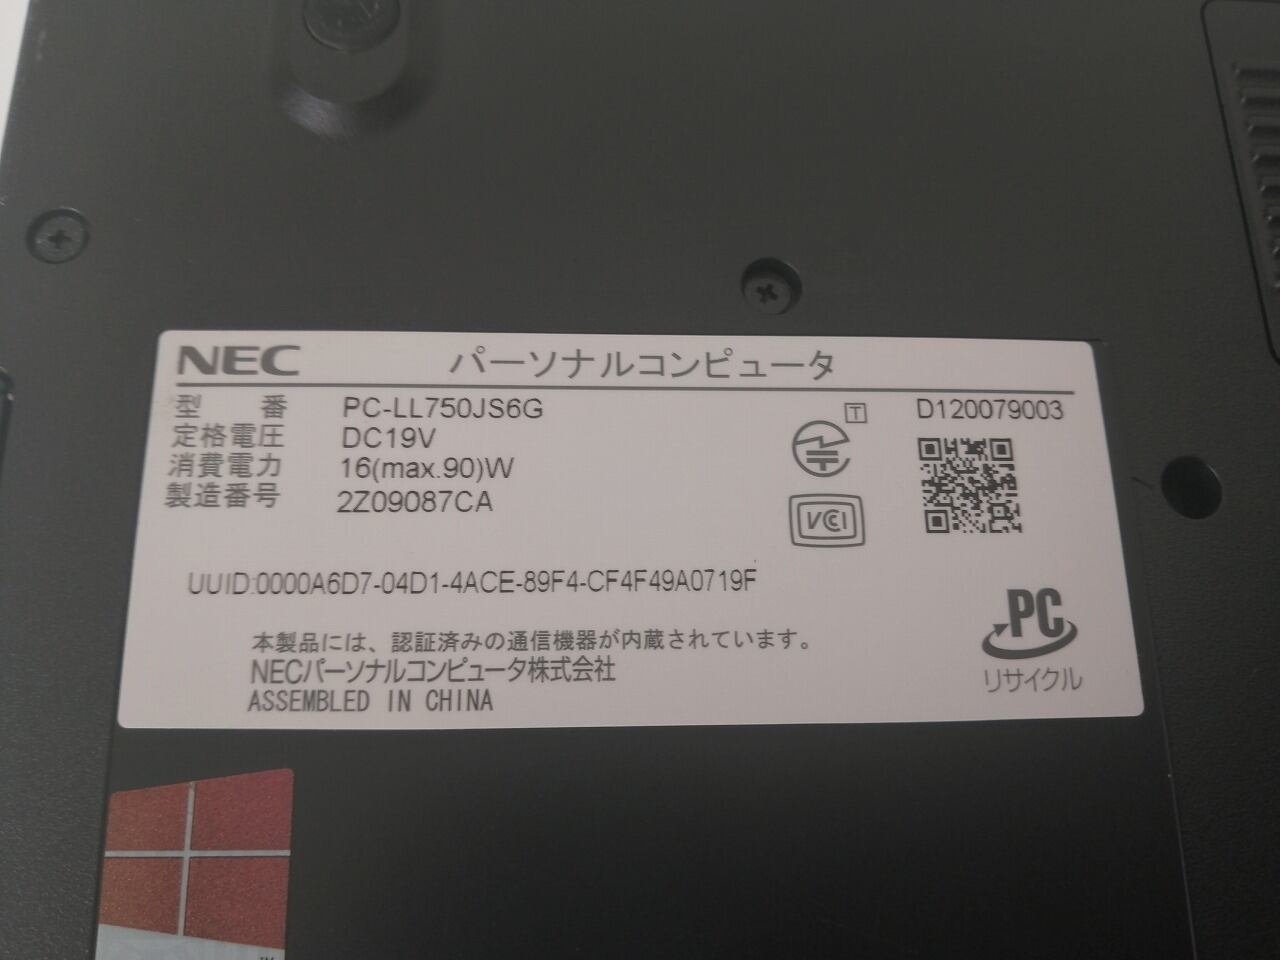 NEC パーソナルコンピュータ
型 番 PC-LL750JS6G
定格電圧 DC19V
消費電力 16(max.90)W
製造番号 2Z09087CA
T D120079003
VCI
UUID:0000A6D7-04D1-4ACE-89F4-CF4F49A0719F
本製品には、認証済みの通信機器が内蔵されています。
NECパーソナルコンピュータ株式会社
ASSEMBLED IN CHINA
PC
リサイクル
TM